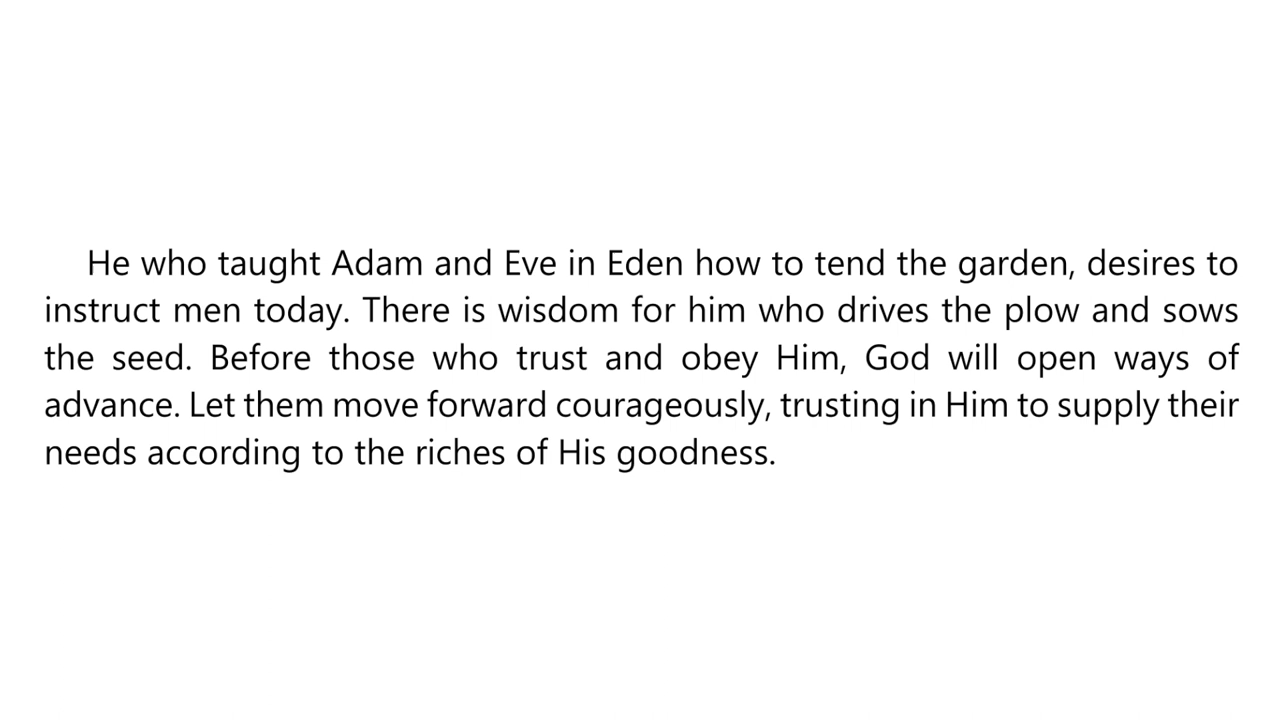 He who taught Adam and Eve in Eden how to tend the garden, desires to
instruct men today. There is wisdom for him who drives the plow and sows
the seed. Before those who trust and obey Him, God will open ways of
advance. Let them move forward courageously, trusting in Him to supply their
needs according to the riches of His goodness.